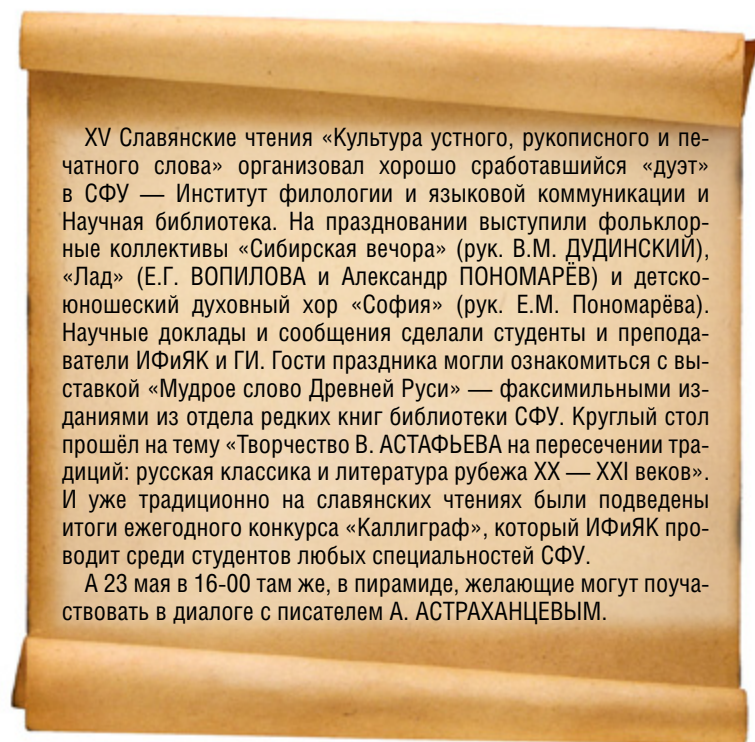 XV Славянские чтения «Культура устного, рукописного и пе-
чатного слова» организовал хорошо сработавшийся «дуэт»
в СФУ — Институт филологии и языковой коммуникации и
Научная библиотека. На праздновании выступили фольклор-
ные коллективы «Сибирская вечора» (рук. В.М. ДУДИНСКИЙ),
«Лад» (Е.Г. ВОПИЛОВА и Александр ПОНОМАРЁВ) и детско-
юношеский духовный хор «София» (рук. Е.М. Пономарёва).
Научные доклады и сообщения сделали студенты и препода-
ватели ИФиЯК и ГИ. Гости праздника могли ознакомиться с вы-
ставкой «Мудрое слово Древней Руси» — факсимильными из-
даниями из отдела редких книг библиотеки СФУ. Круглый стол
прошёл на тему «Творчество В. АСТАФЬЕВА на пересечении тра-
диций: русская классика и литература рубежа XX — XXI веков».
И уже традиционно на славянских чтениях были подведены
итоги ежегодного конкурса «Каллиграф», который ИФиЯК про-
водит среди студентов любых специальностей СФУ.
А 23 мая в 16-00 там же, в пирамиде, желающие могут поуча-
ствовать в диалоге с писателем А. АСТРАХАНЦЕВЫМ.